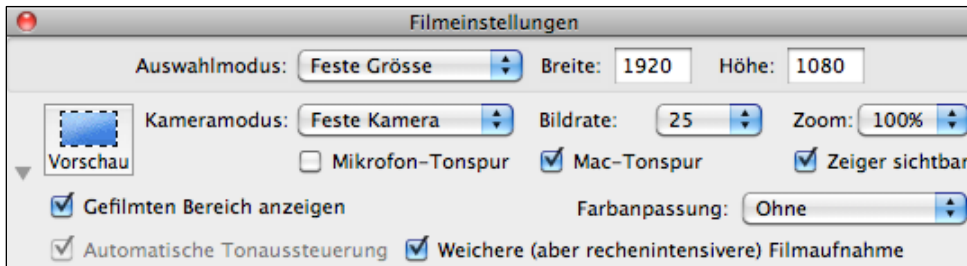 Filmeinstellungen
Auswahlmodus: Feste Grösse Breite: 1920 Höhe: 1080
Kameramodus: Feste Kamera Bildrate: 25 Zoom: 100%
Vorschau Mikrofon-Tonspur Mac-Tonspur Zeiger sichtbar
Gefilmten Bereich anzeigen Farbanpassung: Ohne
Automatische Tonaussteuerung Weichere (aber rechenintensivere) Filmaufnahme